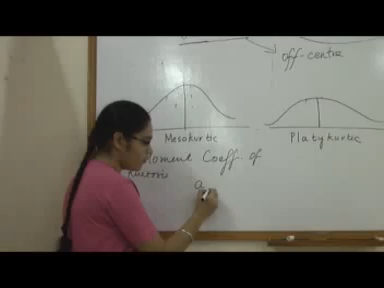 off-centre
Mesokurtic
Platykurtic
Moment Coeff. of
Kurtosis
a